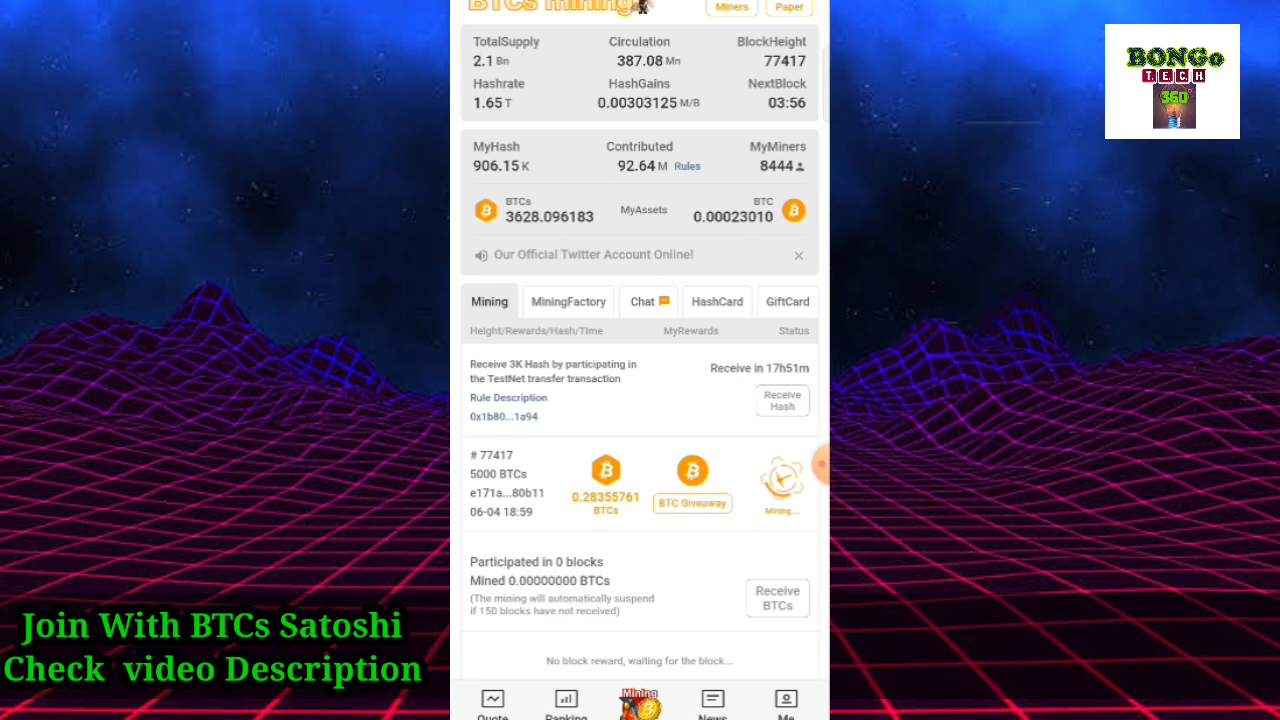 BTCs mining
Miners
Paper
TotalSupply
Circulation
BlockHeight
2.1 Bn
387.08 Mn
77417
Hashrate
HashGains
NextBlock
1.65 T
0.00303125 M/B
03:56
MyHash
Contributed
MyMiners
906.15 K
92.64 M Rules
8444
BTCs
3628.096183
MyAssets
BTC
0.00023010
Our Official Twitter Account Online!
Mining
MiningFactory
Chat
HashCard
GiftCard
Height/Rewards/Hash/Time
MyRewards
Status
Receive 3K Hash by participating in
the TestNet transfer transaction
Rule Description
0x1b80...1a94
Receive in 17h51m
Receive
Hash
# 77417
5000 BTCs
e171a...80b11
06-04 18:59
0.28355761
BTCs
BTC Giveaway
Mining ...
Participated in 0 blocks
Mined 0.00000000 BTCs
(The mining will automatically suspend
if 150 blocks have not received)
Receive
BTCs
No block reward, waiting for the block...
Quote
Ranking
Mining
News
Me
BONGo
T.E.C.H
360°
Join With BTCs Satoshi
Check video Description